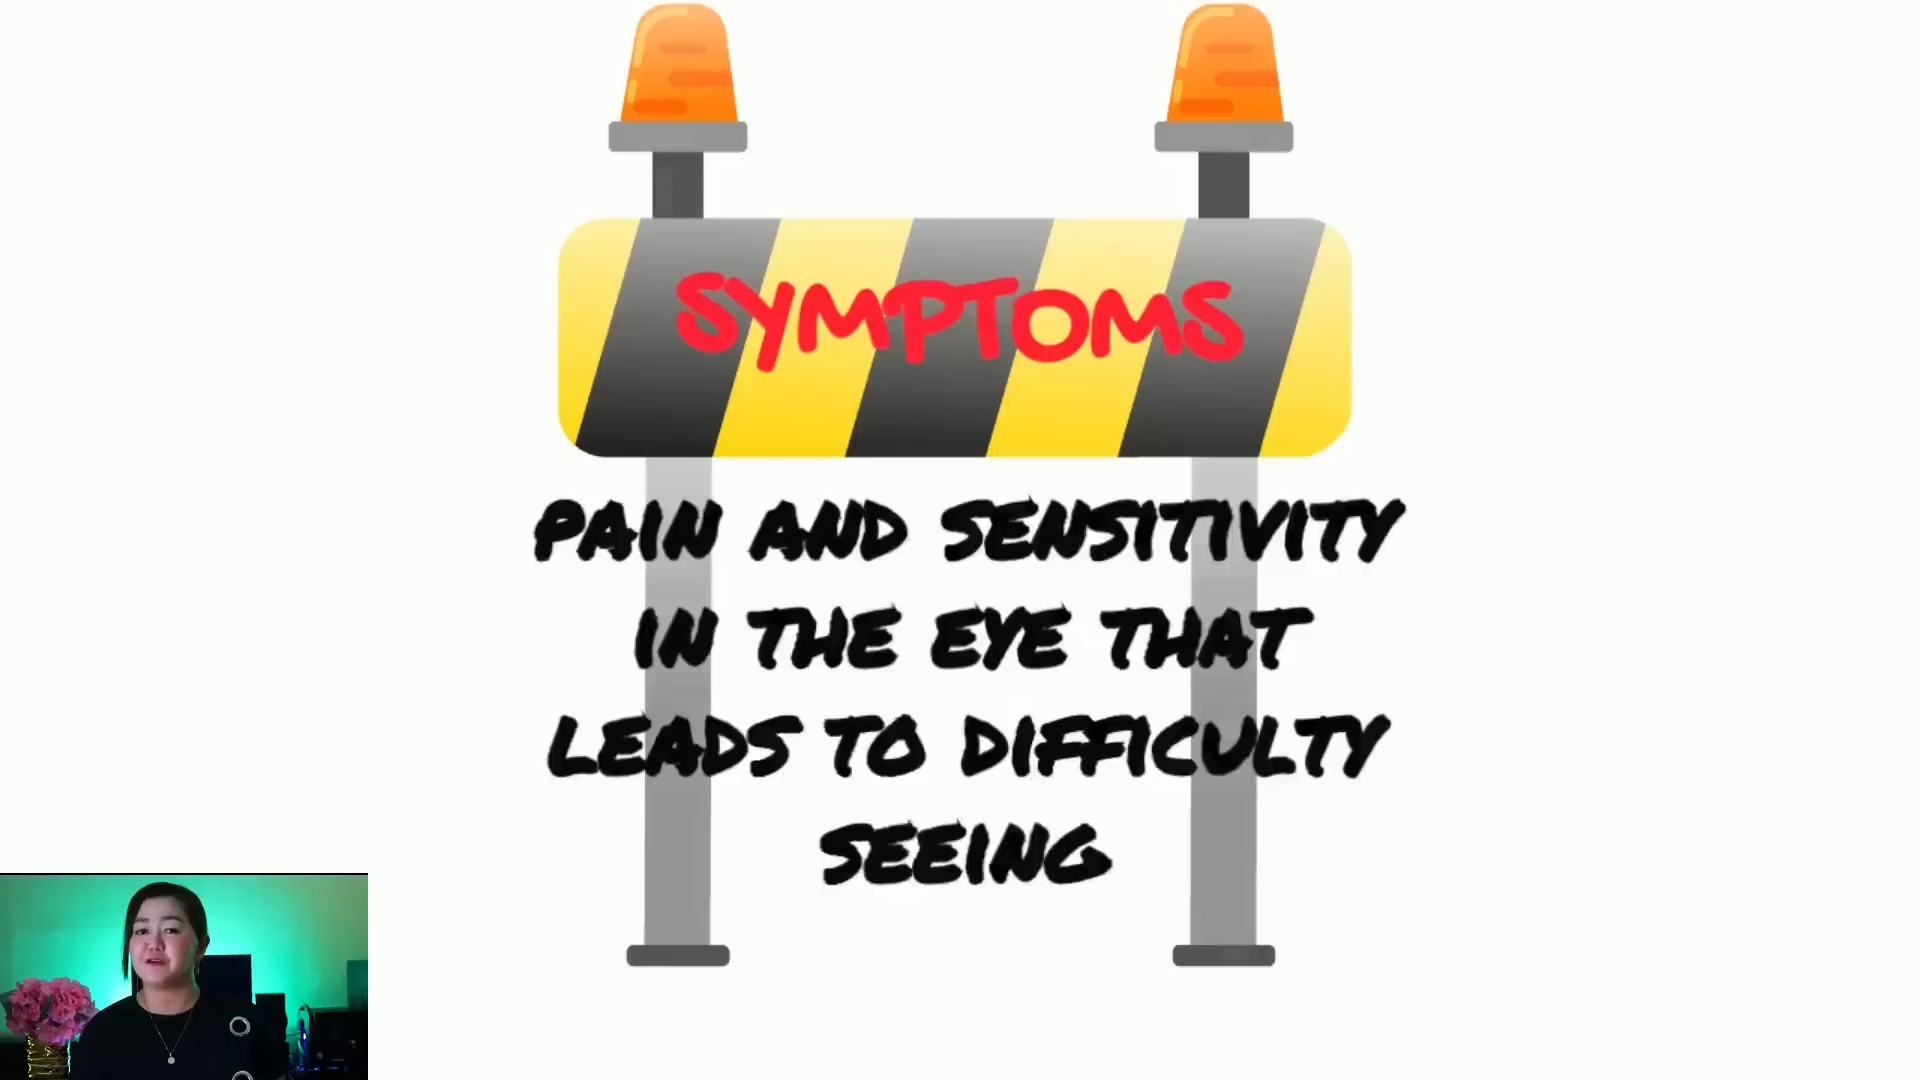 SYMPTOMS
PAIN AND SENSITIVITY
IN THE EYE THAT
LEADS TO DIFFICULTY
SEEING